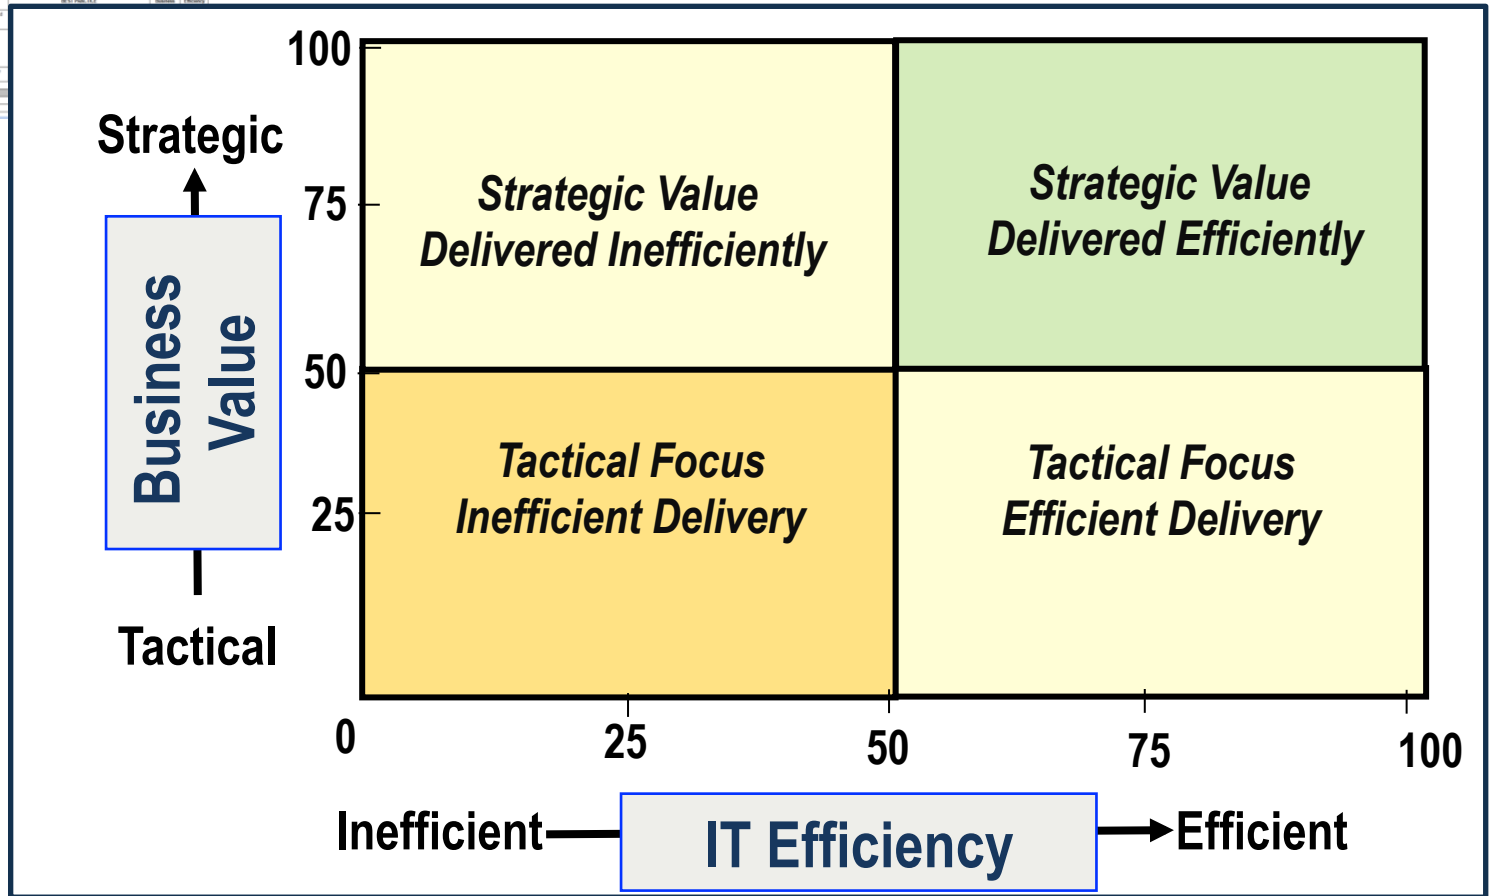 100
Strategic
75
Strategic Value
Delivered Inefficiently
Strategic Value
Delivered Efficiently
Business
Value
50
25
Tactical Focus
Inefficient Delivery
Tactical Focus
Efficient Delivery
Tactical
0
25
50
75
100
Inefficient
IT Efficiency
Efficient